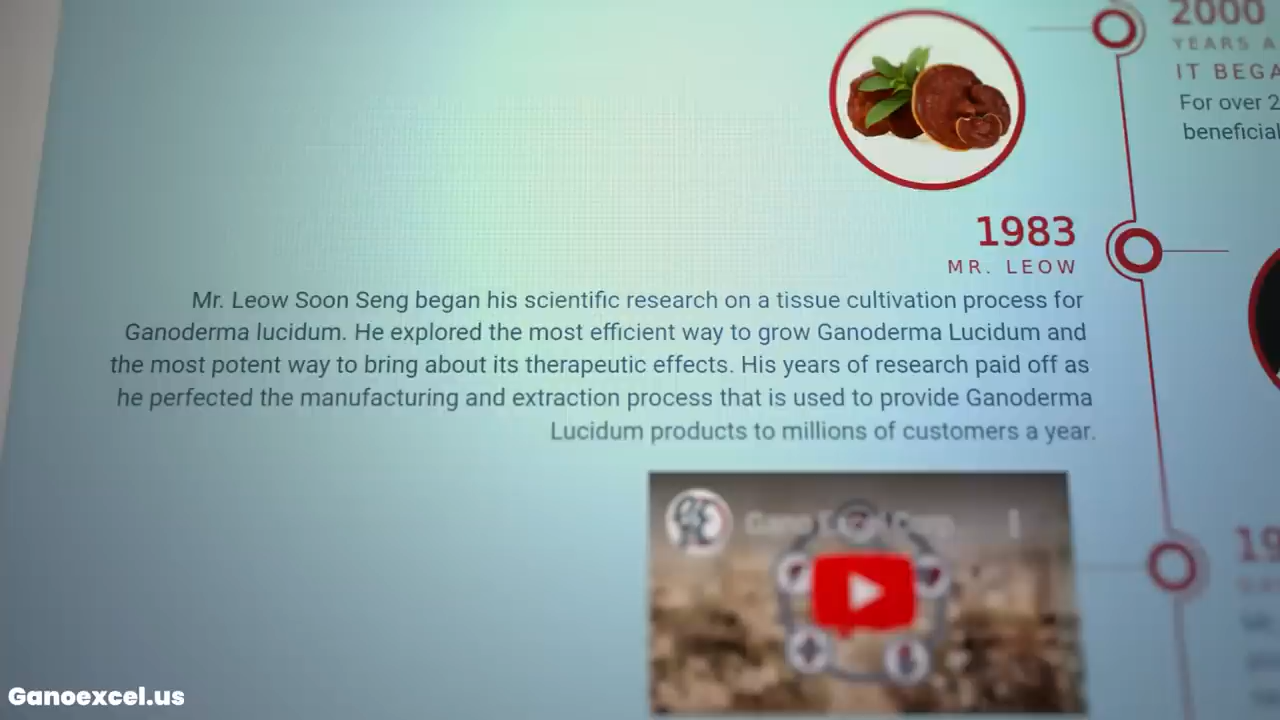 2000
YEARS A
IT BEGA
For over 2
beneficial
1983
MR. LEOW
Mr. Leow Soon Seng began his scientific research on a tissue cultivation process for
Ganoderma lucidum. He explored the most efficient way to grow Ganoderma Lucidum and
the most potent way to bring about its therapeutic effects. His years of research paid off as
he perfected the manufacturing and extraction process that is used to provide Ganoderma
Lucidum products to millions of customers a year.
19
Ganoexcel.us